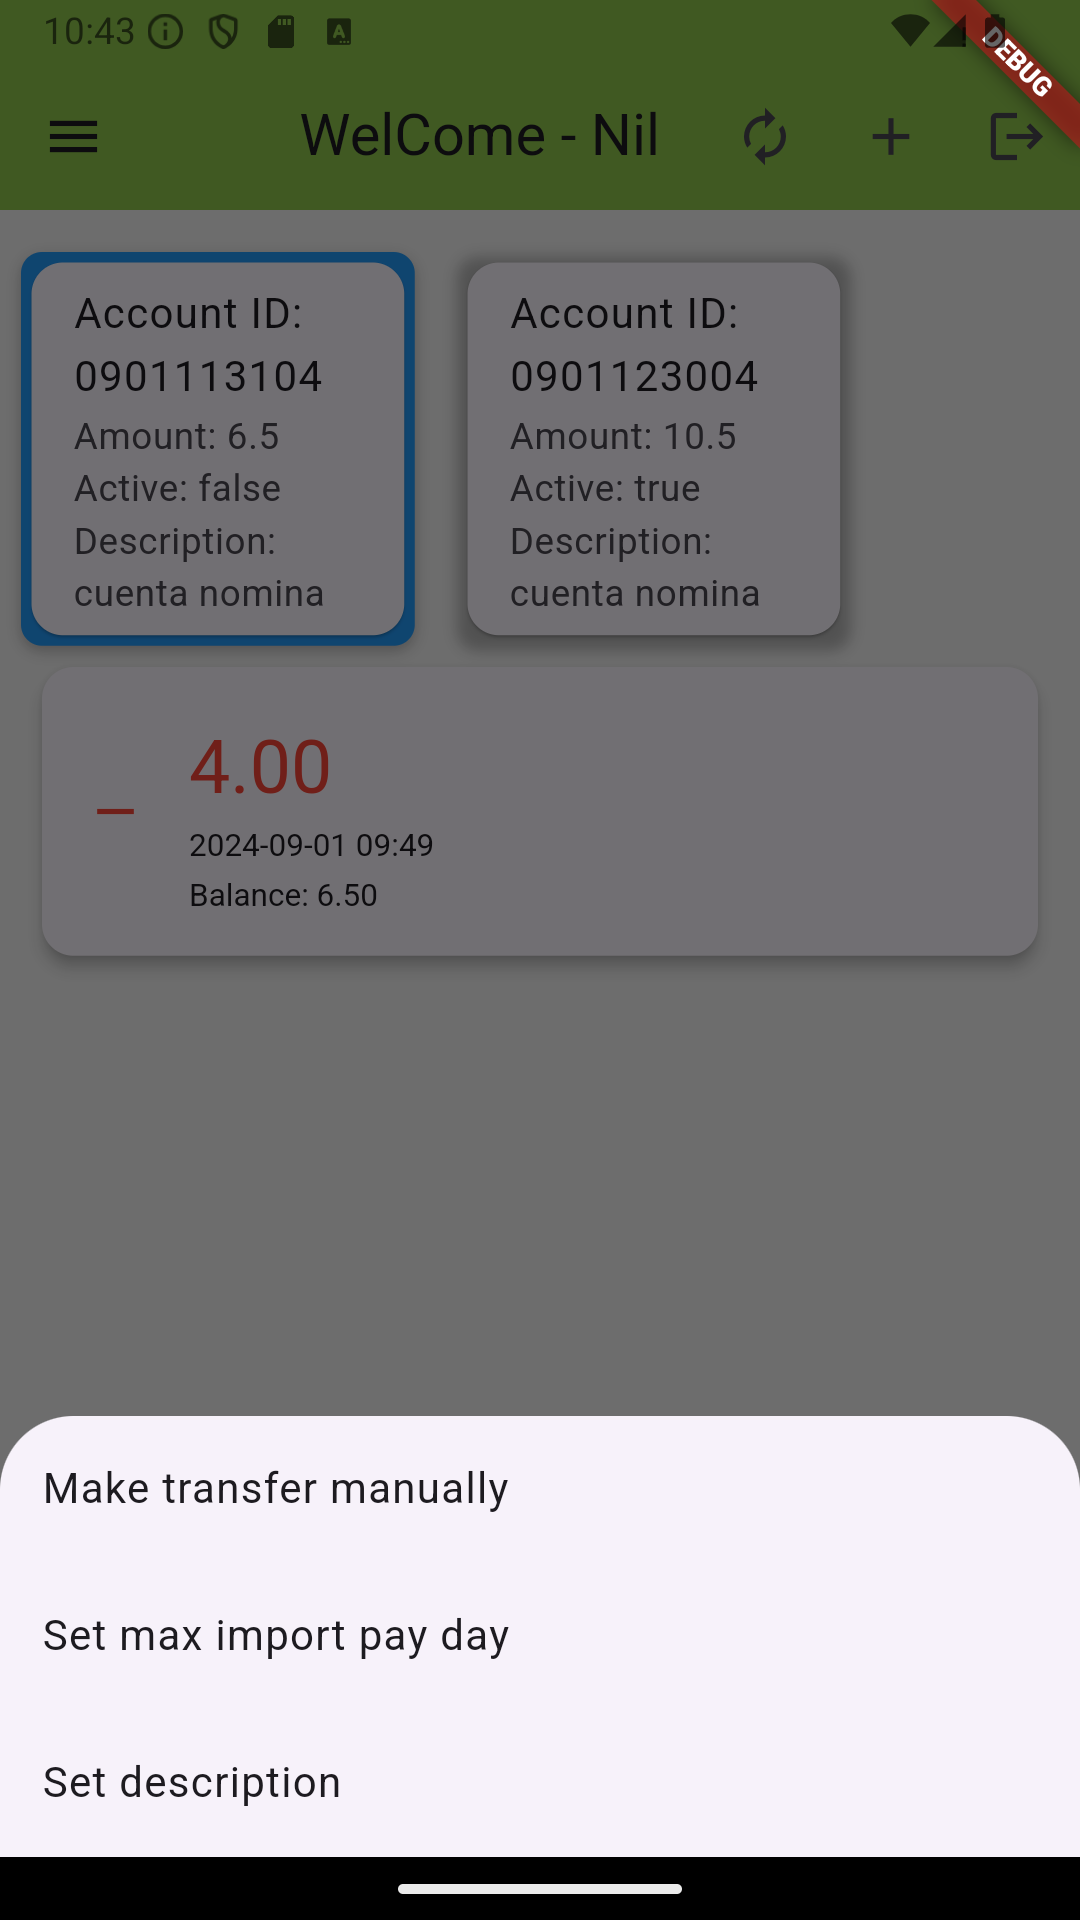 10:43
DEBUG
WelCome - Nil
Account ID:
0901113104
Amount: 6.5
Active: false
Description:
cuenta nomina
Account ID:
0901123004
Amount: 10.5
Active: true
Description:
cuenta nomina
4.00
2024-09-01 09:49
Balance: 6.50
Make transfer manually
Set max import pay day
Set description